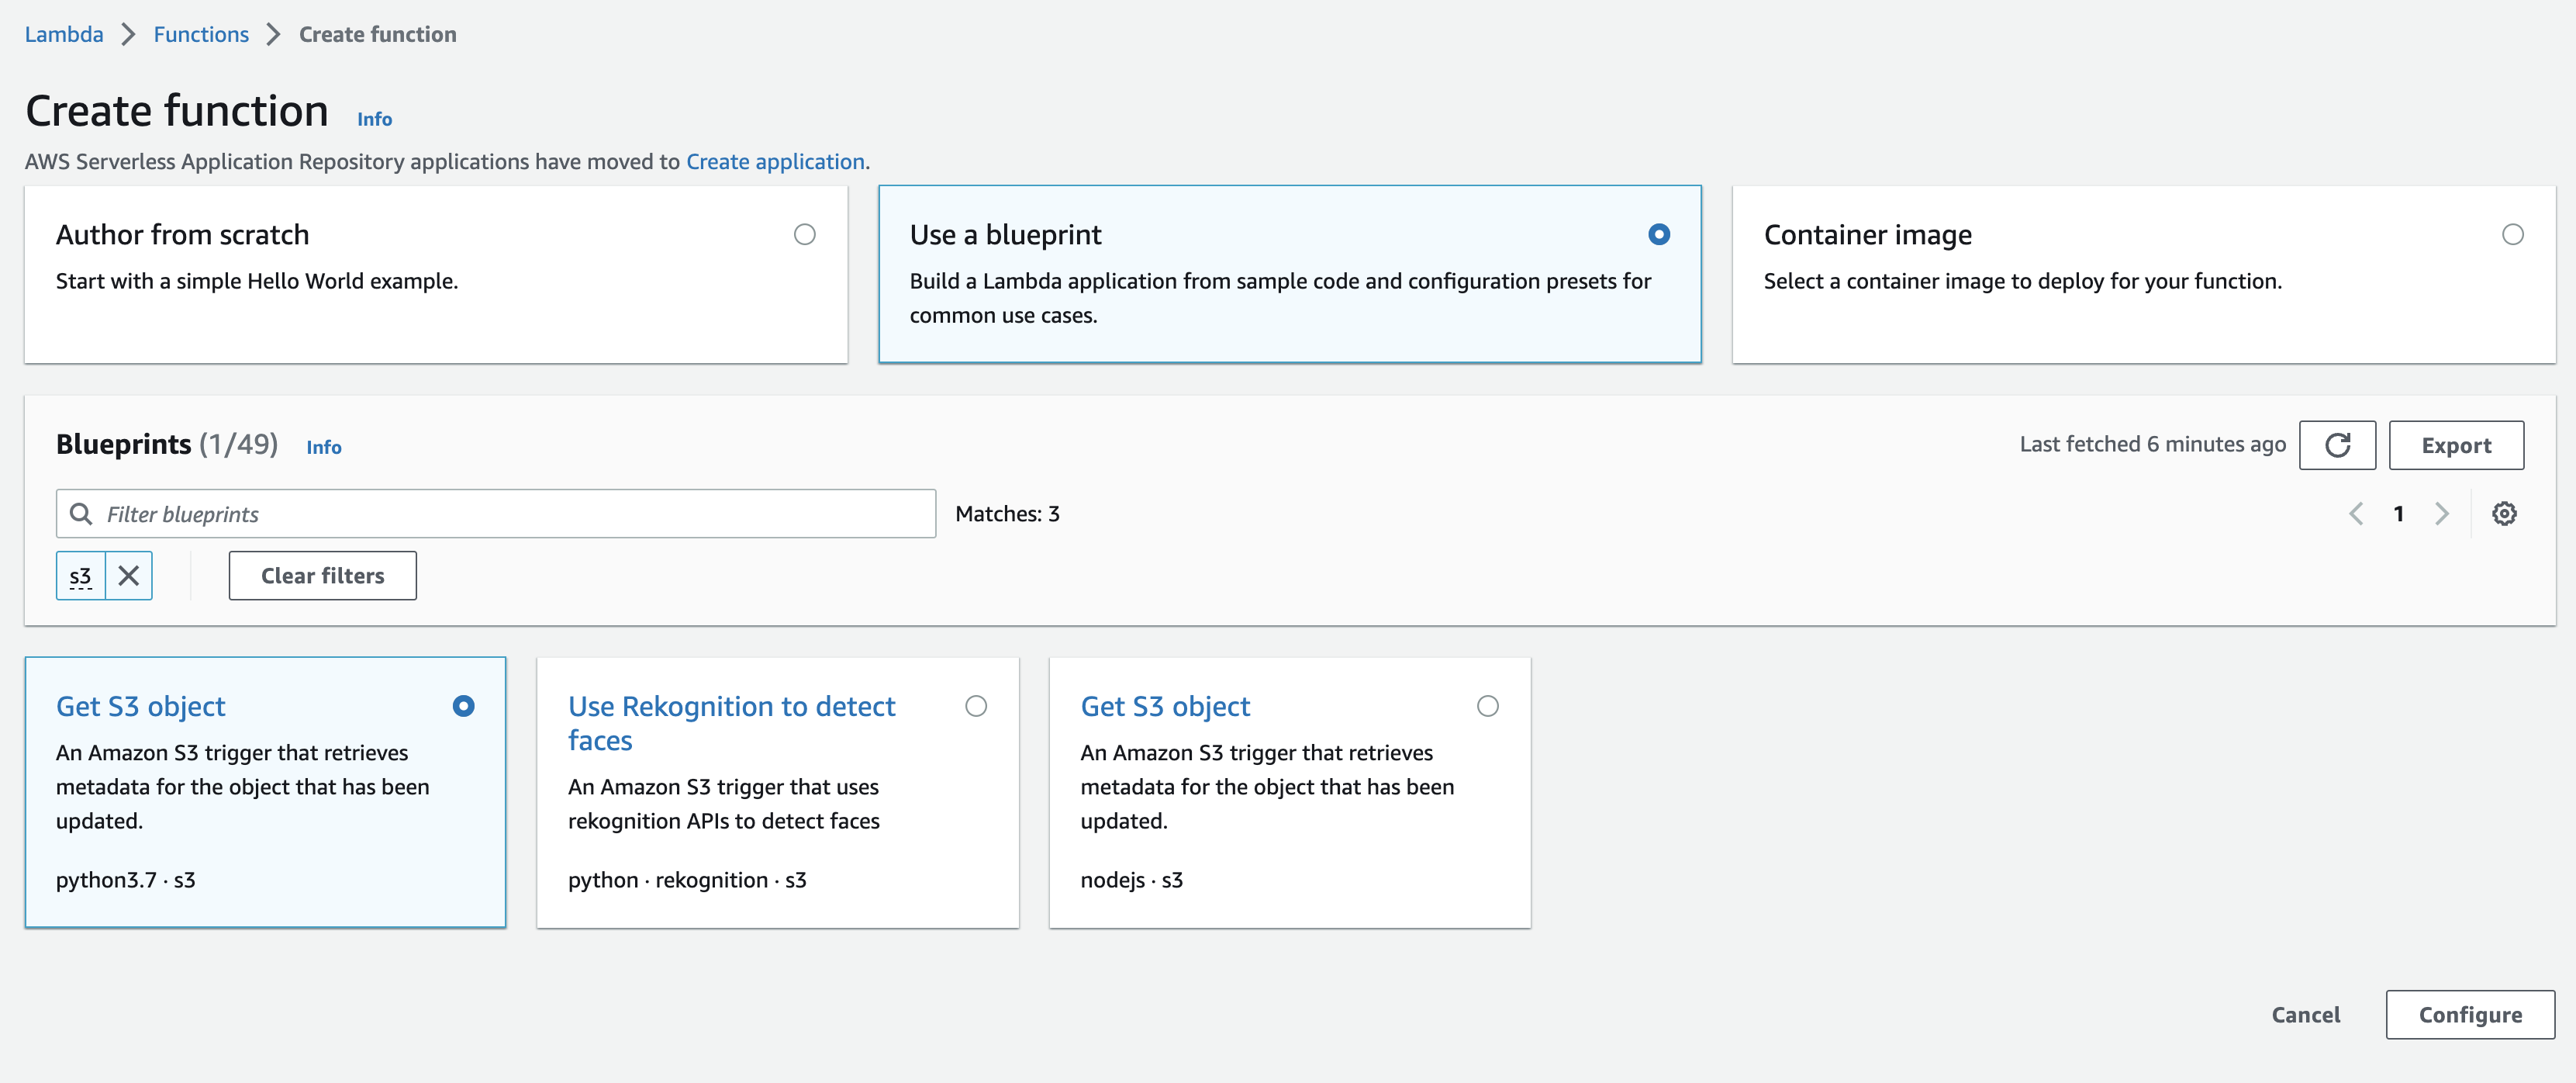 Lambda > Functions > Create function
Create function Info
AWS Serverless Application Repository applications have moved to Create application.
Author from scratch
Start with a simple Hello World example.
Use a blueprint
Build a Lambda application from sample code and configuration presets for
common use cases.
Container image
Select a container image to deploy for your function.
Blueprints (1/49) Info
Last fetched 6 minutes ago
Export
Filter blueprints
Matches: 3
1
s3
Clear filters
Get S3 object
An Amazon S3 trigger that retrieves
metadata for the object that has been
updated.
python3.7 · s3
Use Rekognition to detect
faces
An Amazon S3 trigger that uses
rekognition APIs to detect faces
python · rekognition · s3
Get S3 object
An Amazon S3 trigger that retrieves
metadata for the object that has been
updated.
nodejs · s3
Cancel
Configure